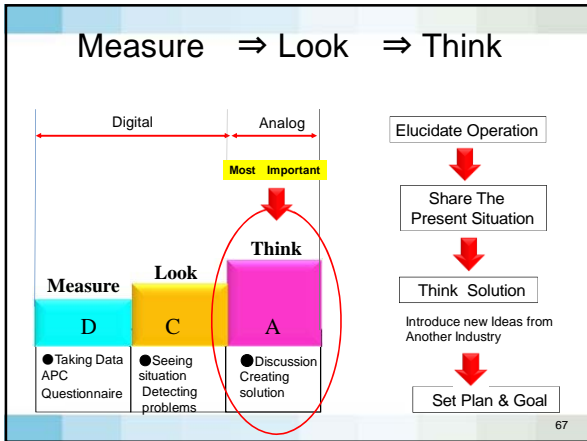 Measure ⇒ Look ⇒ Think
Digital
Analog
Most Important
Measure
Look
Think
D
C
A
●Taking Data
APC
Questionnaire
●Seeing
situation
Detecting
problems
●Discussion
Creating
solution
Elucidate Operation
Share The
Present Situation
Think Solution
Introduce new Ideas from
Another Industry
Set Plan & Goal
67